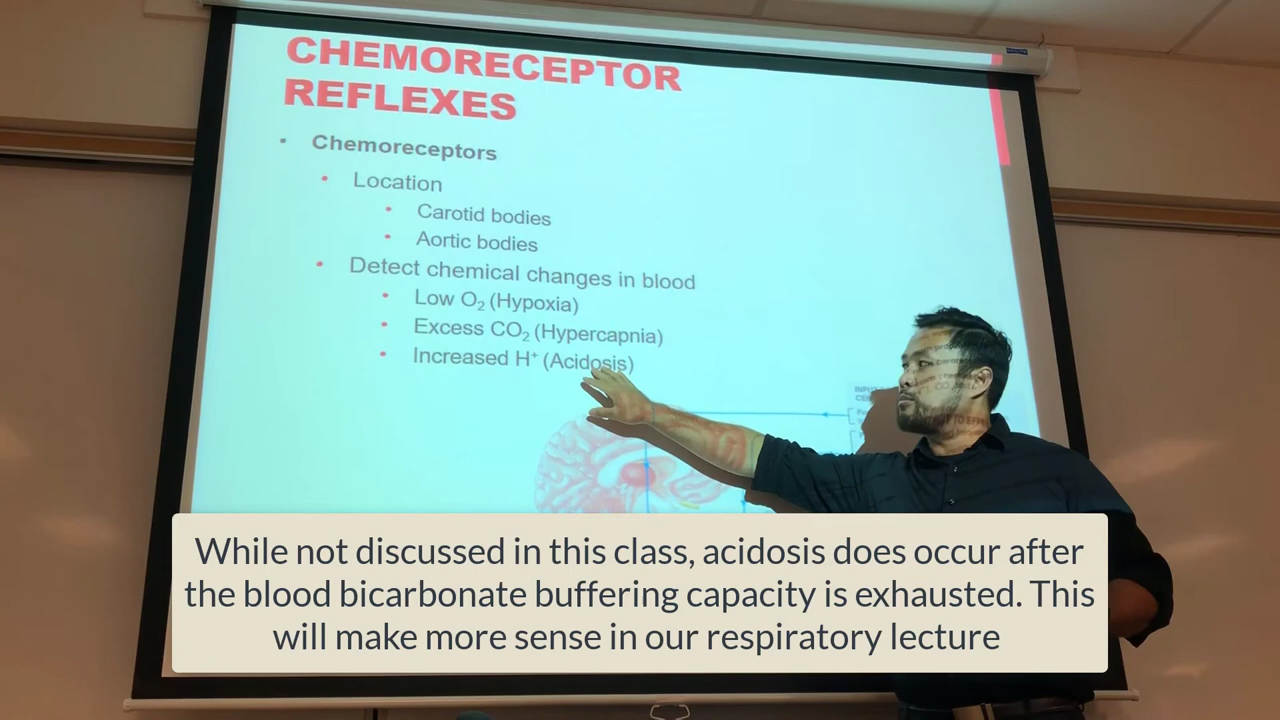 CHEMORECEPTOR
REFLEXES
• Chemoreceptors
• Location
• Carotid bodies
• Aortic bodies
• Detect chemical changes in blood
• Low O₂ (Hypoxia)
• Excess CO₂ (Hypercapnia)
• Increased H⁺ (Acidosis)
While not discussed in this class, acidosis does occur after
the blood bicarbonate buffering capacity is exhausted. This
will make more sense in our respiratory lecture